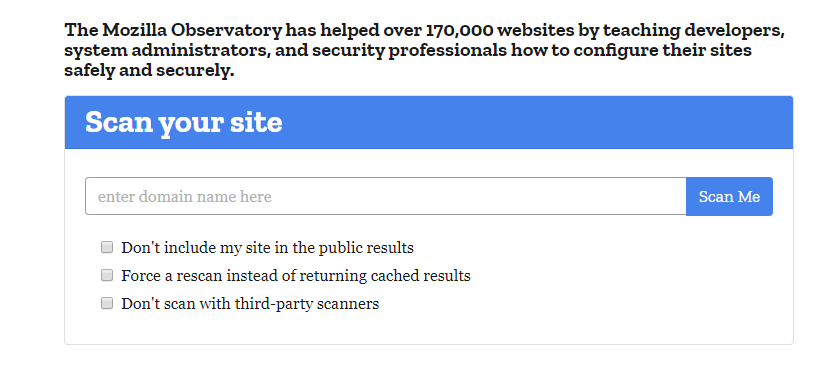 The Mozilla Observatory has helped over 170,000 websites by teaching developers,
system administrators, and security professionals how to configure their sites
safely and securely.
Scan your site
enter domain name here
Scan Me
Don't include my site in the public results
Force a rescan instead of returning cached results
Don't scan with third-party scanners